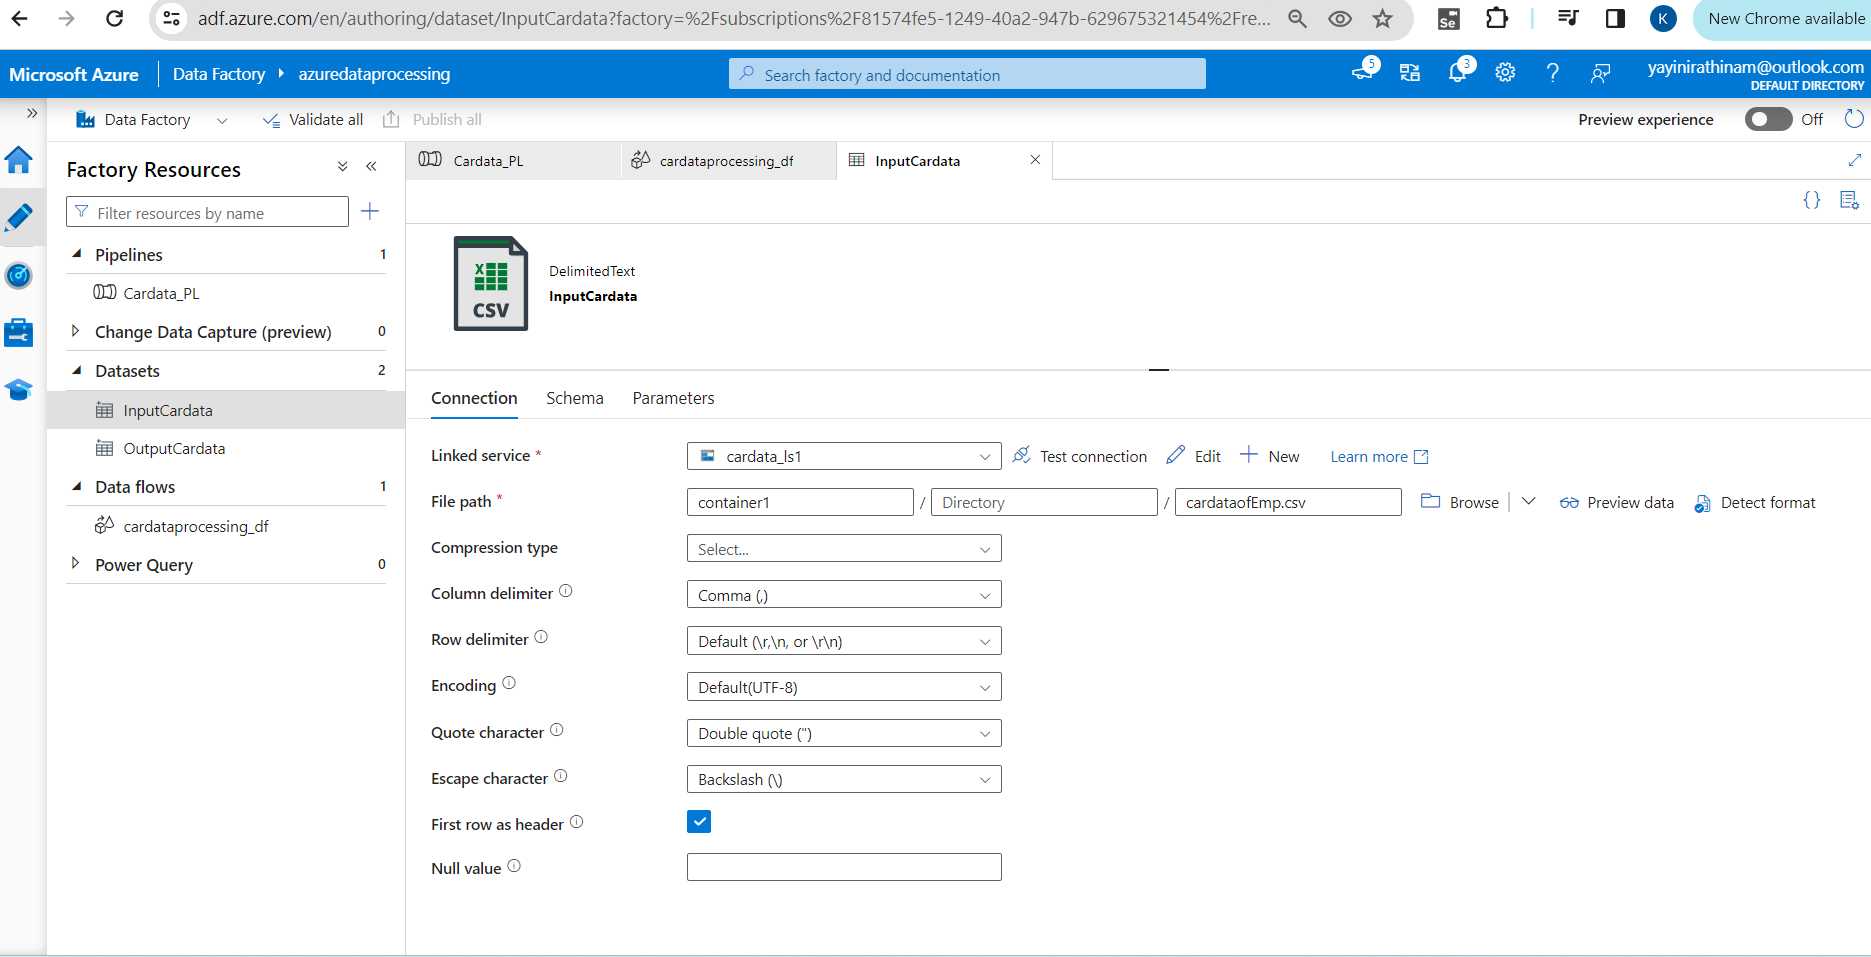 adf.azure.com/en/authoring/dataset/InputCardata?factory=%2Fsubscriptions%2F81574fe5-1249-40a2-947b-629675321454%2Fre...
Se
K
New Chrome available
Microsoft Azure
Data Factory
azuredataprocessing
Search factory and documentation
5
3
yayinirathinam@outlook.com
DEFAULT DIRECTORY
Data Factory
Validate all
Publish all
Preview experience
Off
Factory Resources
Filter resources by name
Pipelines 1
Cardata_PL
Change Data Capture (preview) 0
Datasets 2
InputCardata
OutputCardata
Data flows 1
cardataprocessing_df
Power Query 0
Cardata_PL
cardataprocessing_df
InputCardata
{}
X
CSV
DelimitedText
InputCardata
Connection Schema Parameters
Linked service * cardata_ls1 Test connection Edit New Learn more
File path * container1 / Directory / cardataofEmp.csv Browse Preview data Detect format
Compression type Select...
Column delimiter Comma (,)
Row delimiter Default (\r,\n, or \r\n)
Encoding Default(UTF-8)
Quote character Double quote (")
Escape character Backslash (\)
First row as header
Null value